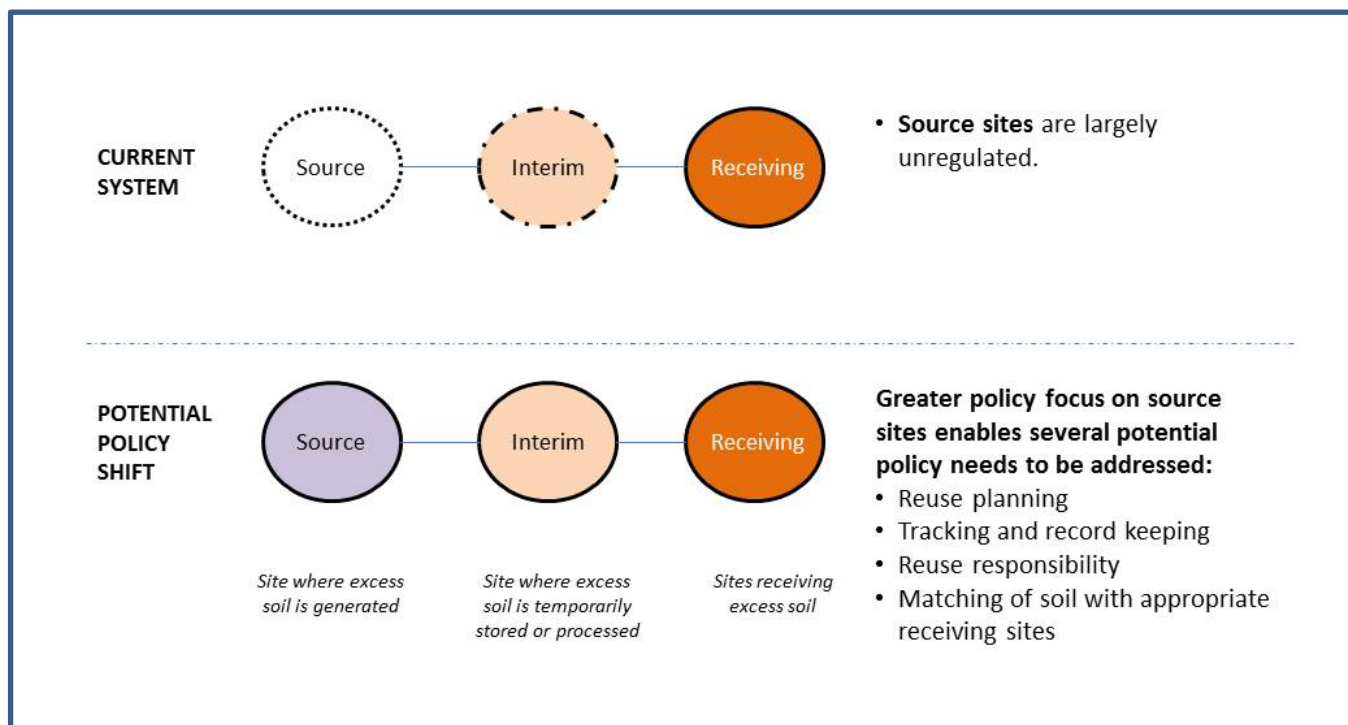 CURRENT
SYSTEM
Source
Interim
Receiving
• Source sites are largely
unregulated.
POTENTIAL
POLICY
SHIFT
Source
Interim
Receiving
Greater policy focus on source
sites enables several potential
policy needs to be addressed:
• Reuse planning
• Tracking and record keeping
• Reuse responsibility
• Matching of soil with appropriate
receiving sites
Site where excess
soil is generated
Site where excess
soil is temporarily
stored or processed
Sites receiving
excess soil